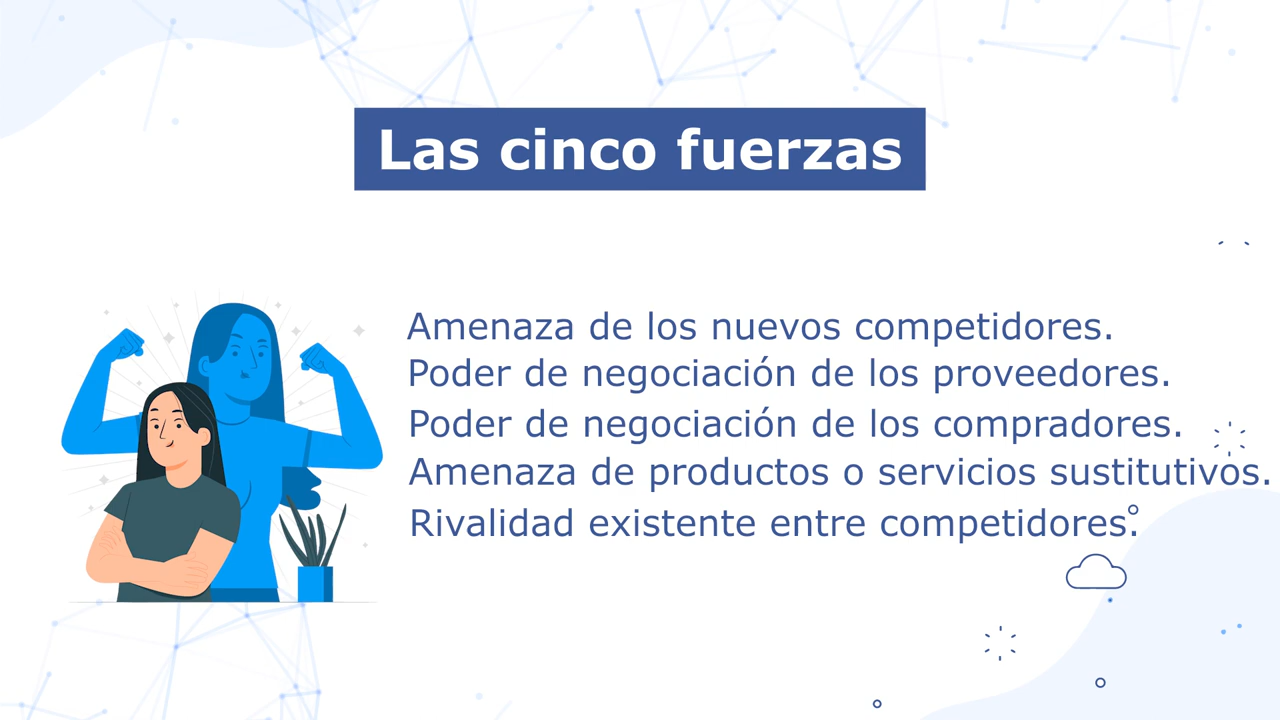 Las cinco fuerzas
Amenaza de los nuevos competidores.
Poder de negociación de los proveedores.
Poder de negociación de los compradores.
Amenaza de productos o servicios sustitutivos.
Rivalidad existente entre competidores.